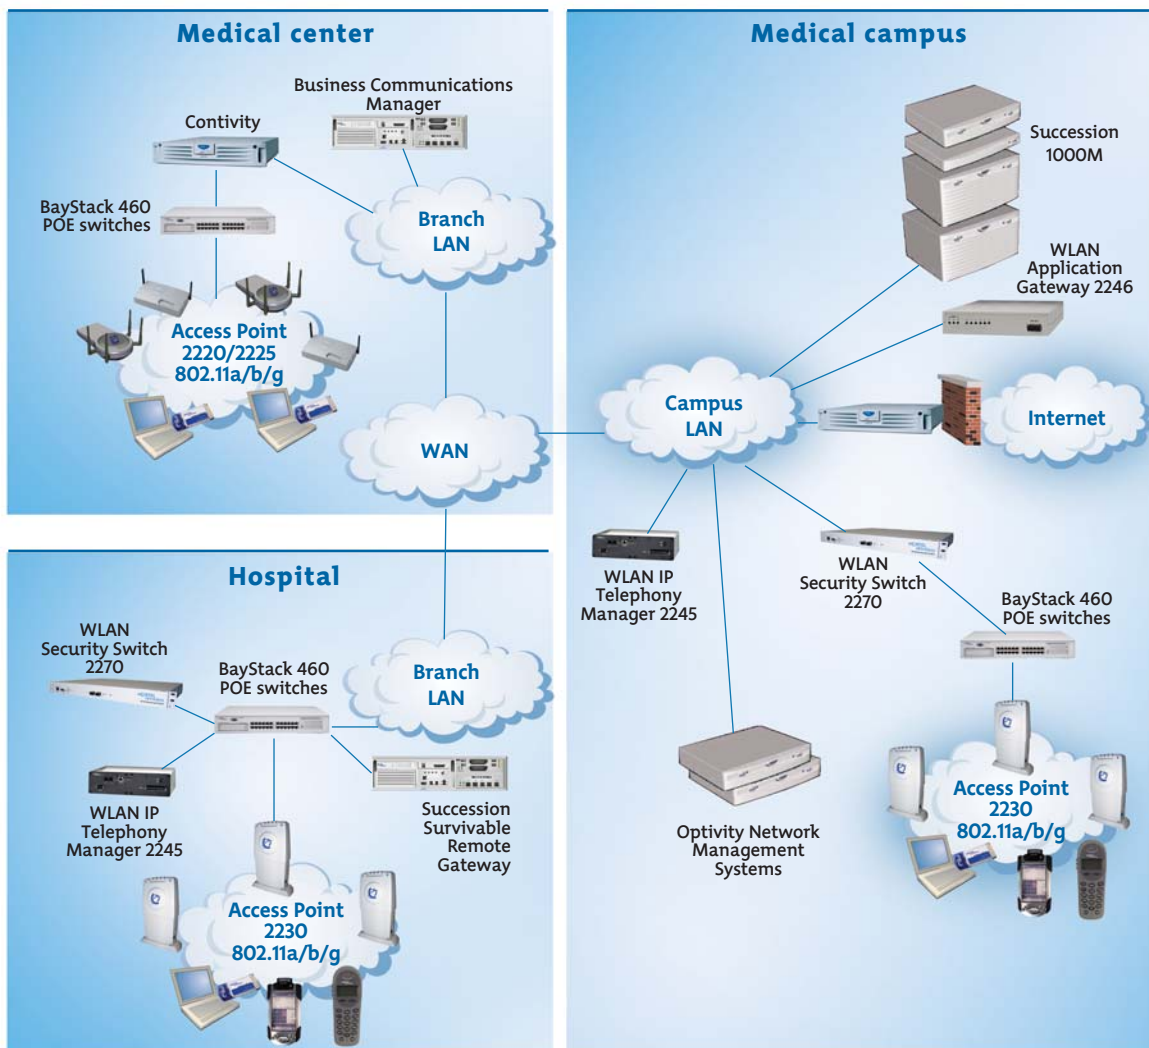 Medical center
Business Communications
Manager
Contivity
BayStack 460
POE switches
Branch
LAN
Access Point
2220/2225
802.11a/b/g
WAN
Hospital
WLAN
Security Switch
2270
BayStack 460
POE switches
Branch
LAN
WLAN IP
Telephony
Manager 2245
Succession
Survivable
Remote
Gateway
Access Point
2230
802.11a/b/g
Medical campus
Succession
1000M
WLAN
Application
Gateway 2246
Campus
LAN
Internet
WLAN IP
Telephony
Manager 2245
WLAN
Security Switch
2270
BayStack 460
POE switches
Optivity Network
Management
Systems
Access Point
2230
802.11a/b/g